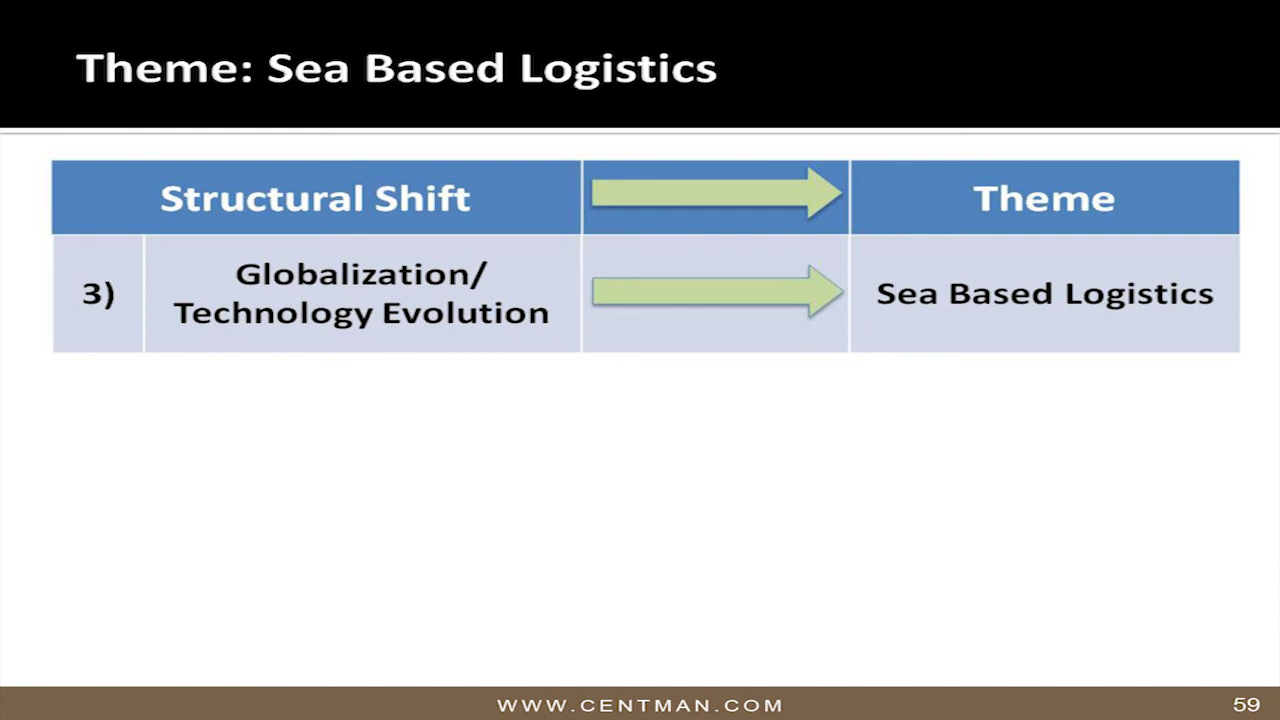 Theme: Sea Based Logistics
Structural Shift
Theme
3)
Globalization/
Technology Evolution
Sea Based Logistics
WWW.CENTMAN.COM
59